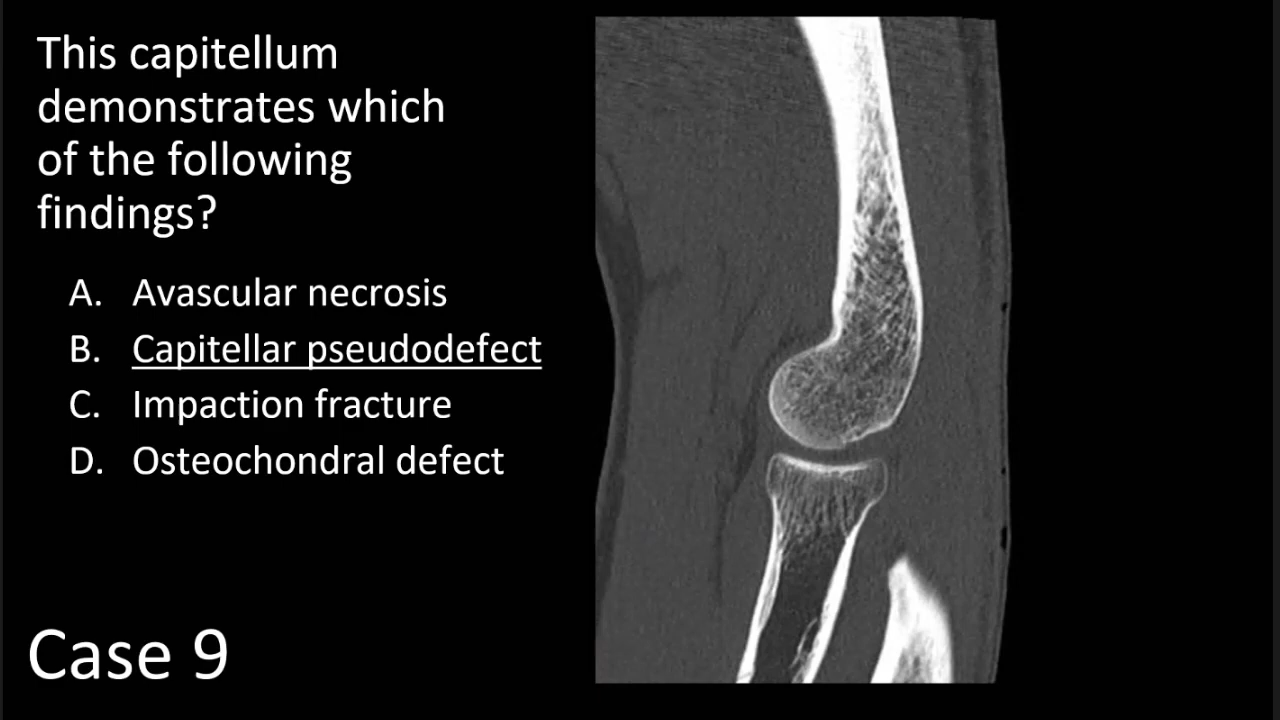 This capitellum
demonstrates which
of the following
findings?
A. Avascular necrosis
B. Capitellar pseudodefect
C. Impaction fracture
D. Osteochondral defect
Case 9